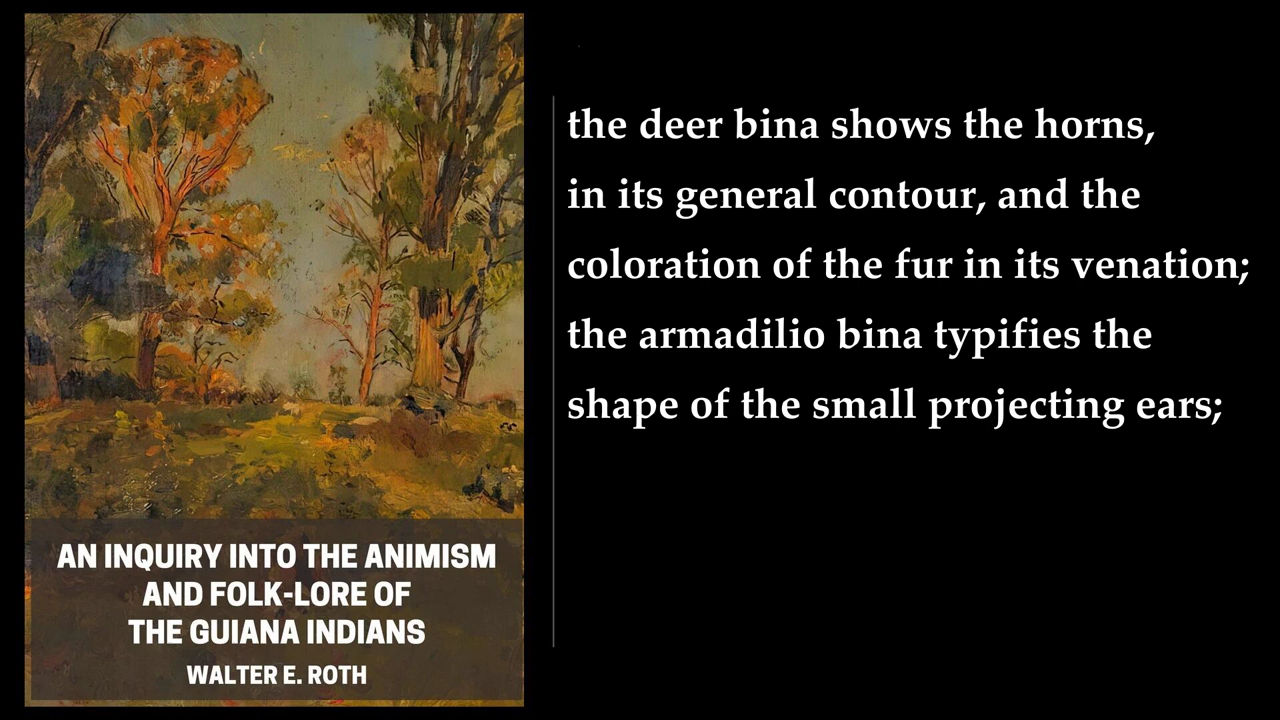 the deer bina shows the horns,
in its general contour, and the
coloration of the fur in its venation;
the armadilio bina typifies the
shape of the small projecting ears;
AN INQUIRY INTO THE ANIMISM
AND FOLK-LORE OF
THE GUIANA INDIANS
WALTER E. ROTH